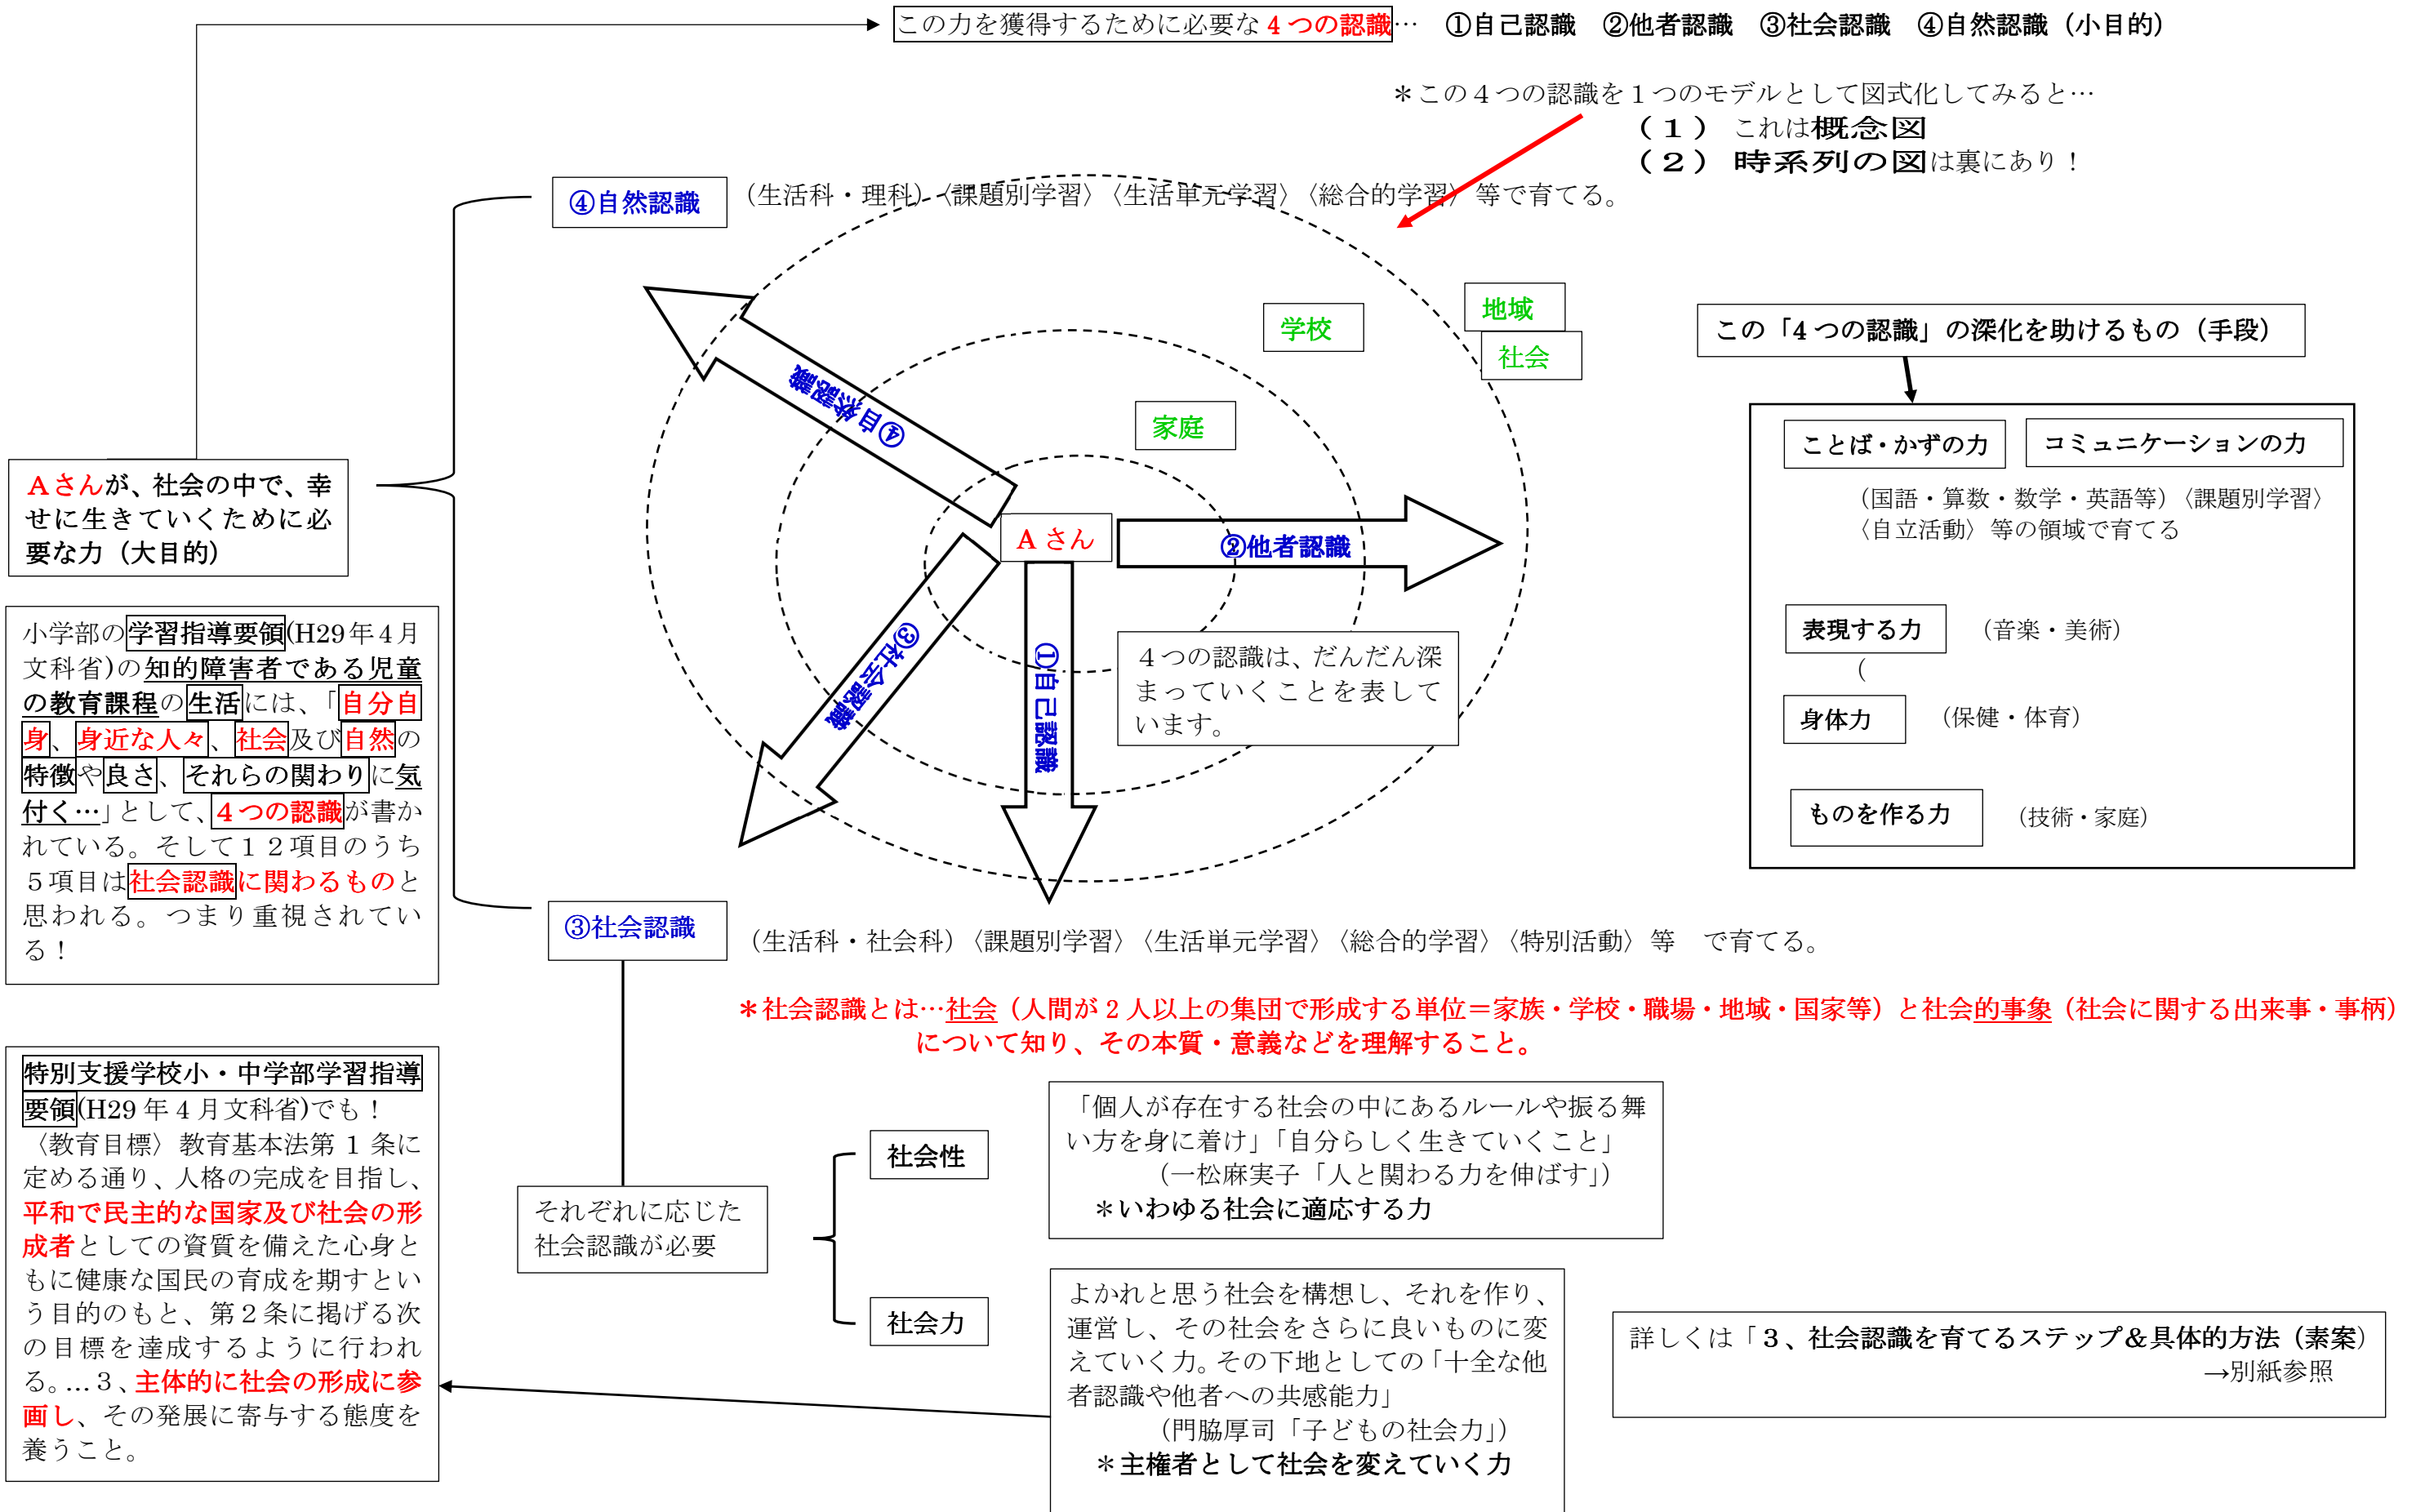 この力を獲得するために必要な４つの認識… ①自己認識 ②他者認識 ③社会認識 ④自然認識（小目的）
＊この４つの認識を１つのモデルとして図式化してみると…
（１） これは概念図
（２） 時系列の図は裏にあり！
④自然認識
（生活科・理科）〈課題別学習〉〈生活単元学習〉〈総合的学習〉等で育てる。
地域
社会
学校
家庭
④自然認識
Ａさん
②他者認識
③社会認識
①自己認識
４つの認識は、だんだん深
まっていくことを表して
います。
この「4 つの認識」の深化を助けるもの（手段）
ことば・かずの力
コミュニケーションの力
（国語・算数・数学・英語等）〈課題別学習〉
〈自立活動〉等の領域で育てる
表現する力
（音楽・美術）
（
身体力
（保健・体育）
ものを作る力
（技術・家庭）
Ａさんが、社会の中で、幸
せに生きていくために必
要な力（大目的）
小学部の学習指導要領(H29年４月
文科省)の知的障害者である児童
の教育課程の生活には、「自分自
身、身近な人々、社会及び自然の
特徴や良さ、それらの関わりに気
付く…」として、４つの認識が書か
れている。そして１２項目のうち
５項目は社会認識に関わるものと
思われる。つまり重視されてい
る！
③社会認識
（生活科・社会科）〈課題別学習〉〈生活単元学習〉〈総合的学習〉〈特別活動〉等 で育てる。
＊社会認識とは…社会（人間が 2 人以上の集団で形成する単位＝家族・学校・職場・地域・国家等）と社会的事象（社会に関する出来事・事柄）
について知り、その本質・意義などを理解すること。
特別支援学校小・中学部学習指導
要領(H29 年 4 月文科省)でも！
〈教育目標〉教育基本法第 1 条に
定める通り、人格の完成を目指し、
平和で民主的な国家及び社会の形
成者としての資質を備えた心身と
もに健康な国民の育成を期すとい
う目的のもと、第２条に掲げる次
の目標を達成するように行われ
る。…３、主体的に社会の形成に参
画し、その発展に寄与する態度を
養うこと。
それぞれに応じた
社会認識が必要
社会性
「個人が存在する社会の中にあるルールや振る舞
い方を身に着け」「自分らしく生きていくこと」
（一松麻実子「人と関わる力を伸ばす」）
＊いわゆる社会に適応する力
社会力
よかれと思う社会を構想し、それを作り、
運営し、その社会をさらに良いものに変
えていく力。その下地としての「十全な他
者認識や他者への共感能力」
（門脇厚司「子どもの社会力」）
＊主権者として社会を変えていく力
詳しくは「３、社会認識を育てるステップ＆具体的方法（素案）
→別紙参照